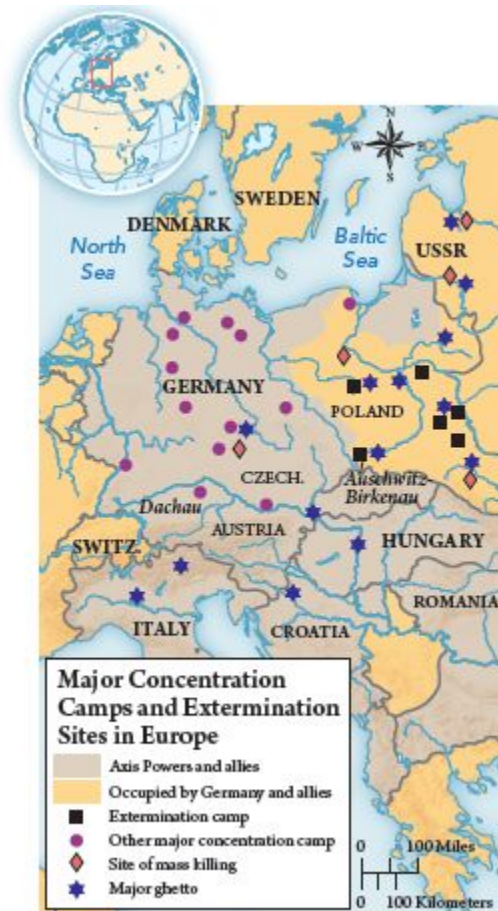 N
W E
S
SWEDEN
DENMARK
North
Sea
Baltic
Sea
USSR
GERMANY
POLAND
CZECH.
Auschwitz-
Birkenau
Dachau
AUSTRIA
SWITZ.
HUNGARY
ROMANIA
ITALY
CROATIA
Major Concentration
Camps and Extermination
Sites in Europe
Axis Powers and allies
Occupied by Germany and allies
Extermination camp
Other major concentration camp
Site of mass killing
Major ghetto
0 100 Miles
0 100 Kilometers